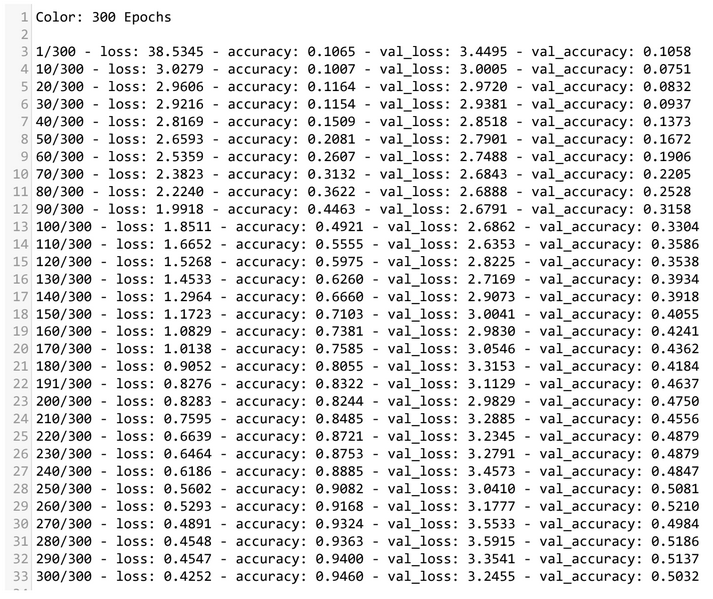 1 Color: 300 Epochs
2
3 1/300 - loss: 38.5345 - accuracy: 0.1065 - val_loss: 3.4495 - val_accuracy: 0.1058
4 10/300 - loss: 3.0279 - accuracy: 0.1007 - val_loss: 3.0005 - val_accuracy: 0.0751
5 20/300 - loss: 2.9606 - accuracy: 0.1164 - val_loss: 2.9720 - val_accuracy: 0.0832
6 30/300 - loss: 2.9216 - accuracy: 0.1154 - val_loss: 2.9381 - val_accuracy: 0.0937
7 40/300 - loss: 2.8169 - accuracy: 0.1509 - val_loss: 2.8518 - val_accuracy: 0.1373
8 50/300 - loss: 2.6593 - accuracy: 0.2081 - val_loss: 2.7901 - val_accuracy: 0.1672
9 60/300 - loss: 2.5359 - accuracy: 0.2607 - val_loss: 2.7488 - val_accuracy: 0.1906
10 70/300 - loss: 2.3823 - accuracy: 0.3132 - val_loss: 2.6843 - val_accuracy: 0.2205
11 80/300 - loss: 2.2240 - accuracy: 0.3622 - val_loss: 2.6888 - val_accuracy: 0.2528
12 90/300 - loss: 1.9918 - accuracy: 0.4463 - val_loss: 2.6791 - val_accuracy: 0.3158
13 100/300 - loss: 1.8511 - accuracy: 0.4921 - val_loss: 2.6862 - val_accuracy: 0.3304
14 110/300 - loss: 1.6652 - accuracy: 0.5555 - val_loss: 2.6353 - val_accuracy: 0.3586
15 120/300 - loss: 1.5268 - accuracy: 0.5975 - val_loss: 2.8225 - val_accuracy: 0.3538
16 130/300 - loss: 1.4533 - accuracy: 0.6260 - val_loss: 2.7169 - val_accuracy: 0.3934
17 140/300 - loss: 1.2964 - accuracy: 0.6660 - val_loss: 2.9073 - val_accuracy: 0.3918
18 150/300 - loss: 1.1723 - accuracy: 0.7103 - val_loss: 3.0041 - val_accuracy: 0.4055
19 160/300 - loss: 1.0829 - accuracy: 0.7381 - val_loss: 2.9830 - val_accuracy: 0.4241
20 170/300 - loss: 1.0138 - accuracy: 0.7585 - val_loss: 3.0546 - val_accuracy: 0.4362
21 180/300 - loss: 0.9052 - accuracy: 0.8055 - val_loss: 3.3153 - val_accuracy: 0.4184
22 191/300 - loss: 0.8276 - accuracy: 0.8322 - val_loss: 3.1129 - val_accuracy: 0.4637
23 200/300 - loss: 0.8283 - accuracy: 0.8244 - val_loss: 2.9829 - val_accuracy: 0.4750
24 210/300 - loss: 0.7595 - accuracy: 0.8485 - val_loss: 3.2885 - val_accuracy: 0.4556
25 220/300 - loss: 0.6639 - accuracy: 0.8721 - val_loss: 3.2345 - val_accuracy: 0.4879
26 230/300 - loss: 0.6464 - accuracy: 0.8753 - val_loss: 3.2791 - val_accuracy: 0.4879
27 240/300 - loss: 0.6186 - accuracy: 0.8885 - val_loss: 3.4573 - val_accuracy: 0.4847
28 250/300 - loss: 0.5602 - accuracy: 0.9082 - val_loss: 3.0410 - val_accuracy: 0.5081
29 260/300 - loss: 0.5293 - accuracy: 0.9168 - val_loss: 3.1777 - val_accuracy: 0.5210
30 270/300 - loss: 0.4891 - accuracy: 0.9324 - val_loss: 3.5533 - val_accuracy: 0.4984
31 280/300 - loss: 0.4548 - accuracy: 0.9363 - val_loss: 3.5915 - val_accuracy: 0.5186
32 290/300 - loss: 0.4547 - accuracy: 0.9400 - val_loss: 3.3541 - val_accuracy: 0.5137
33 300/300 - loss: 0.4252 - accuracy: 0.9460 - val_loss: 3.2455 - val_accuracy: 0.5032